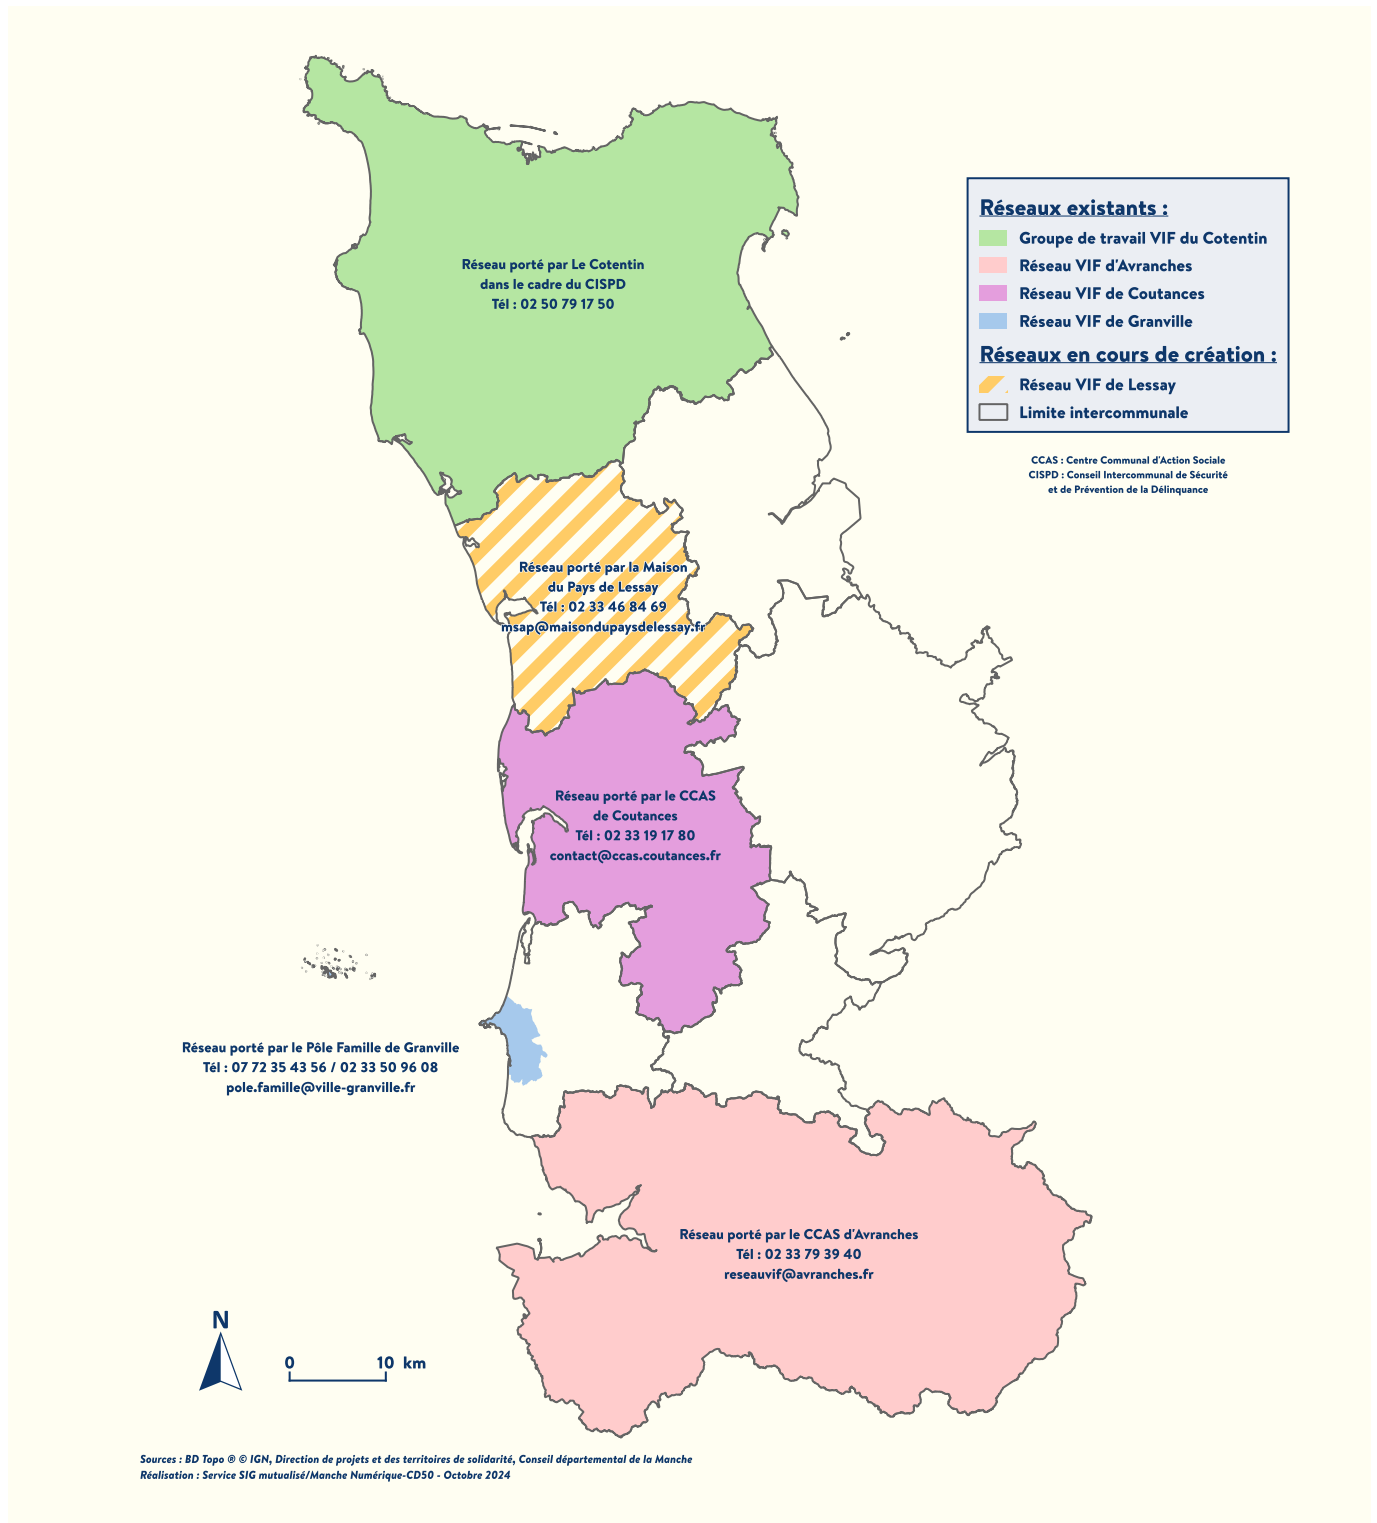 Réseaux existants :
Groupe de travail VIF du Cotentin
Réseau VIF d'Avranches
Réseau VIF de Coutances
Réseau VIF de Granville
Réseaux en cours de création :
Réseau VIF de Lessay
Limite intercommunale
CCAS : Centre Communal d'Action Sociale
CISPD : Conseil Intercommunal de Sécurité
et de Prévention de la Délinquance
Réseau porté par Le Cotentin
dans le cadre du CISPD
Tél : 02 50 79 17 50
Réseau porté par la Maison
du Pays de Lessay
Tél : 02 33 46 84 69
msap@maisondupaysdelessay.fr
Réseau porté par le CCAS
de Coutances
Tél : 02 33 19 17 80
contact@ccas.coutances.fr
Réseau porté par le Pôle Famille de Granville
Tél : 07 72 35 43 56 / 02 33 50 96 08
pole.famille@ville-granville.fr
Réseau porté par le CCAS d'Avranches
Tél : 02 33 79 39 40
reseauvif@avranches.fr
N
0 10 km
Sources : BD Topo ® © IGN, Direction de projets et des territoires de solidarité, Conseil départemental de la Manche
Réalisation : Service SIG mutualisé/Manche Numérique-CD50 - Octobre 2024